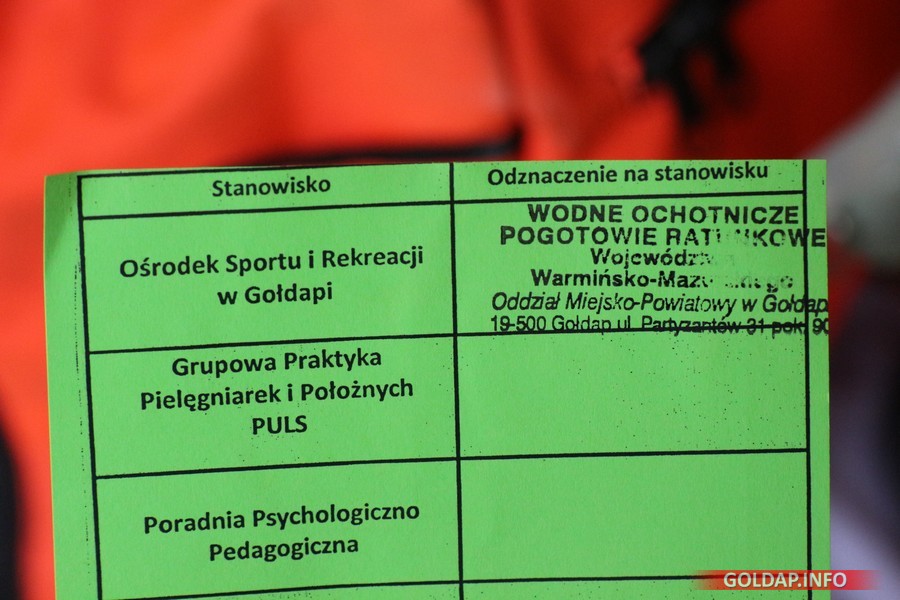 Stanowisko
Odznaczenie na stanowisku
Ośrodek Sportu i Rekreacji
w Gołdapi
WODNE OCHOTNICZE
POGOTOWIE
Warmińsko-
Oddział Miejsko-Powiatowy w Gołdap
19-500 Gołdap ul. Partyzantów 31 pok. 90
Grupowa Praktyka
Pielęgniarek i Położnych
PULS
Poradnia Psychologiczno
Pedagogiczna
GOLDAP.INFO